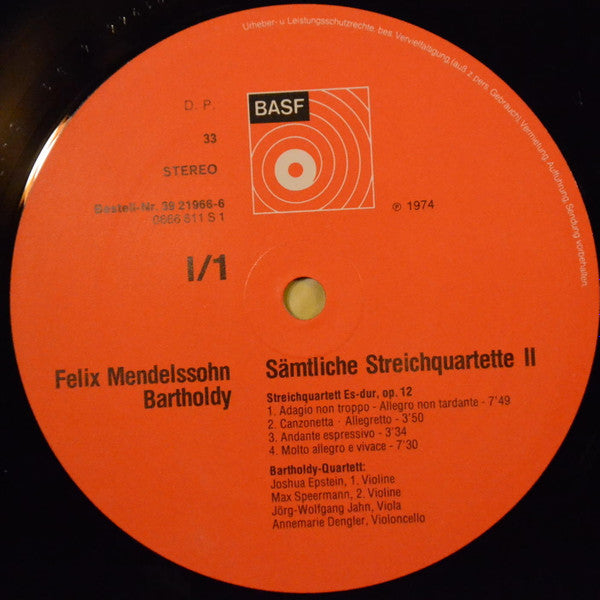 Urheber- u Leistungsschutzrechte, bes. Vervielfältigung (auß. z. pers. Gebrauch), Vermietung, Aufführung, Sendung vorbehalten.
BASF
D. P.
33
STEREO
℗ 1974
Bestell-Nr. 39 21966-6
0666 811 S 1
I/1
Felix Mendelssohn
Bartholdy
Sämtliche Streichquartette II
Streichquartett Es-dur, op. 12
1. Adagio non troppo - Allegro non tardante - 7'49
2. Canzonetta - Allegretto - 3'50
3. Andante espressivo - 3'34
4. Molto allegro e vivace - 7'30
Bartholdy-Quartett:
Joshua Epstein, 1. Violine
Max Speermann, 2. Violine
Jörg-Wolfgang Jahn, Viola
Annemarie Dengler, Violoncello